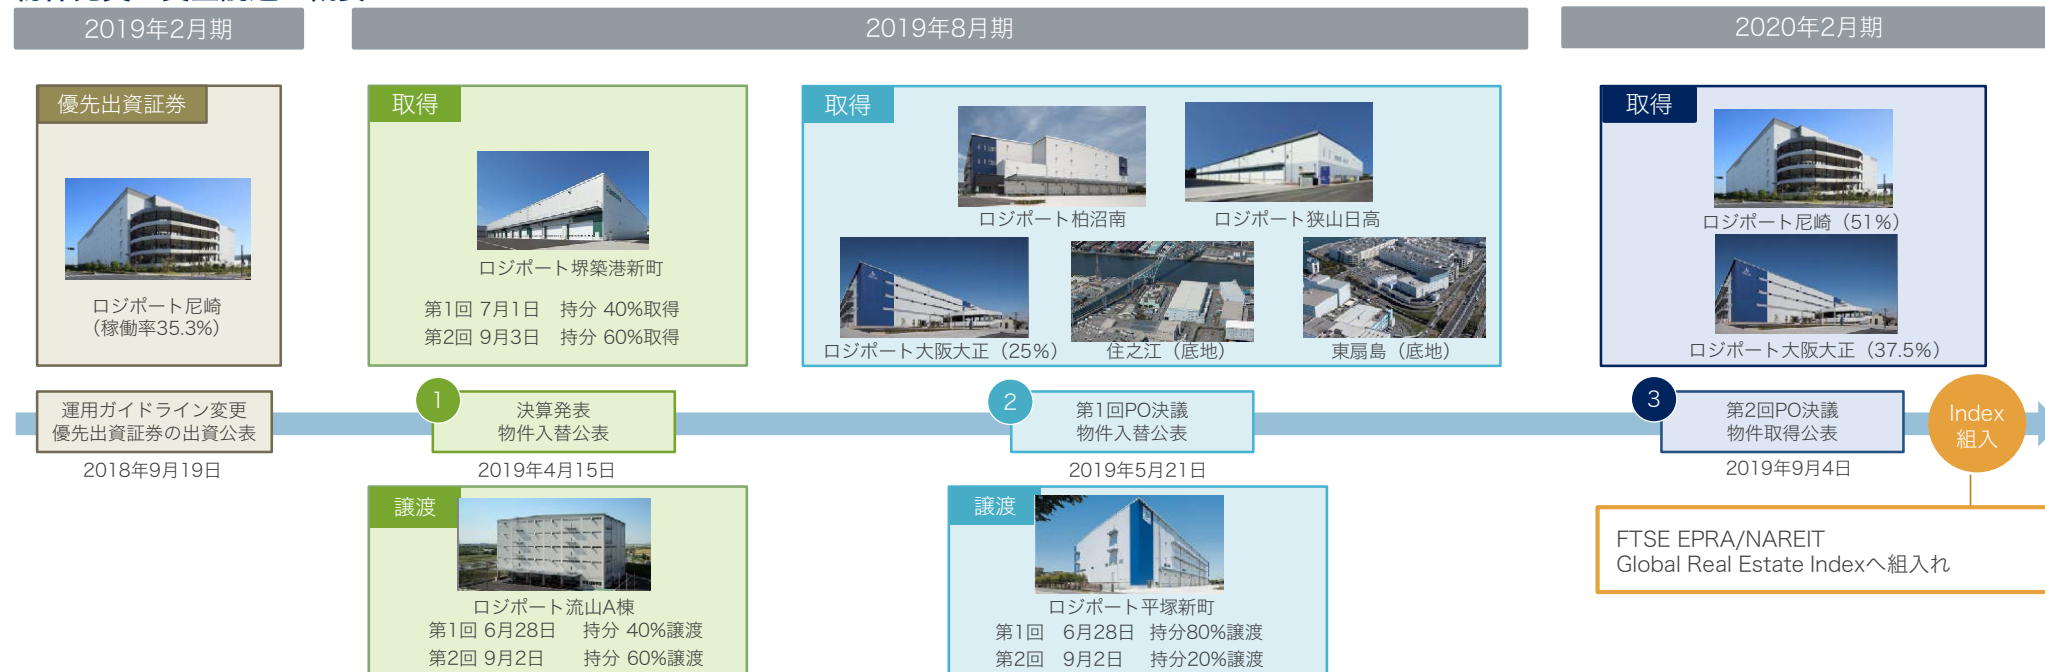 2019年2月期
2019年8月期
2020年2月期
優先出資証券
ロジポート尼崎
(稼働率35.3%)
取得
ロジポート堺築港新町
第1回 7月1日 持分 40%取得
第2回 9月3日 持分 60%取得
取得
ロジポート柏沼南
ロジポート狭山日高
ロジポート大阪大正（25%）
住之江（底地）
東扇島（底地）
取得
ロジポート尼崎（51%）
ロジポート大阪大正（37.5%）
運用ガイドライン変更
優先出資証券の出資公表
2018年9月19日
1
決算発表
物件入替公表
2019年4月15日
2
第1回PO決議
物件入替公表
2019年5月21日
3
第2回PO決議
物件取得公表
2019年9月4日
Index
組入
譲渡
ロジポート流山A棟
第1回 6月28日 持分 40%譲渡
第2回 9月2日 持分 60%譲渡
譲渡
ロジポート平塚新町
第1回 6月28日 持分80%譲渡
第2回 9月2日 持分20%譲渡
FTSE EPRA/NAREIT
Global Real Estate Indexへ組入れ